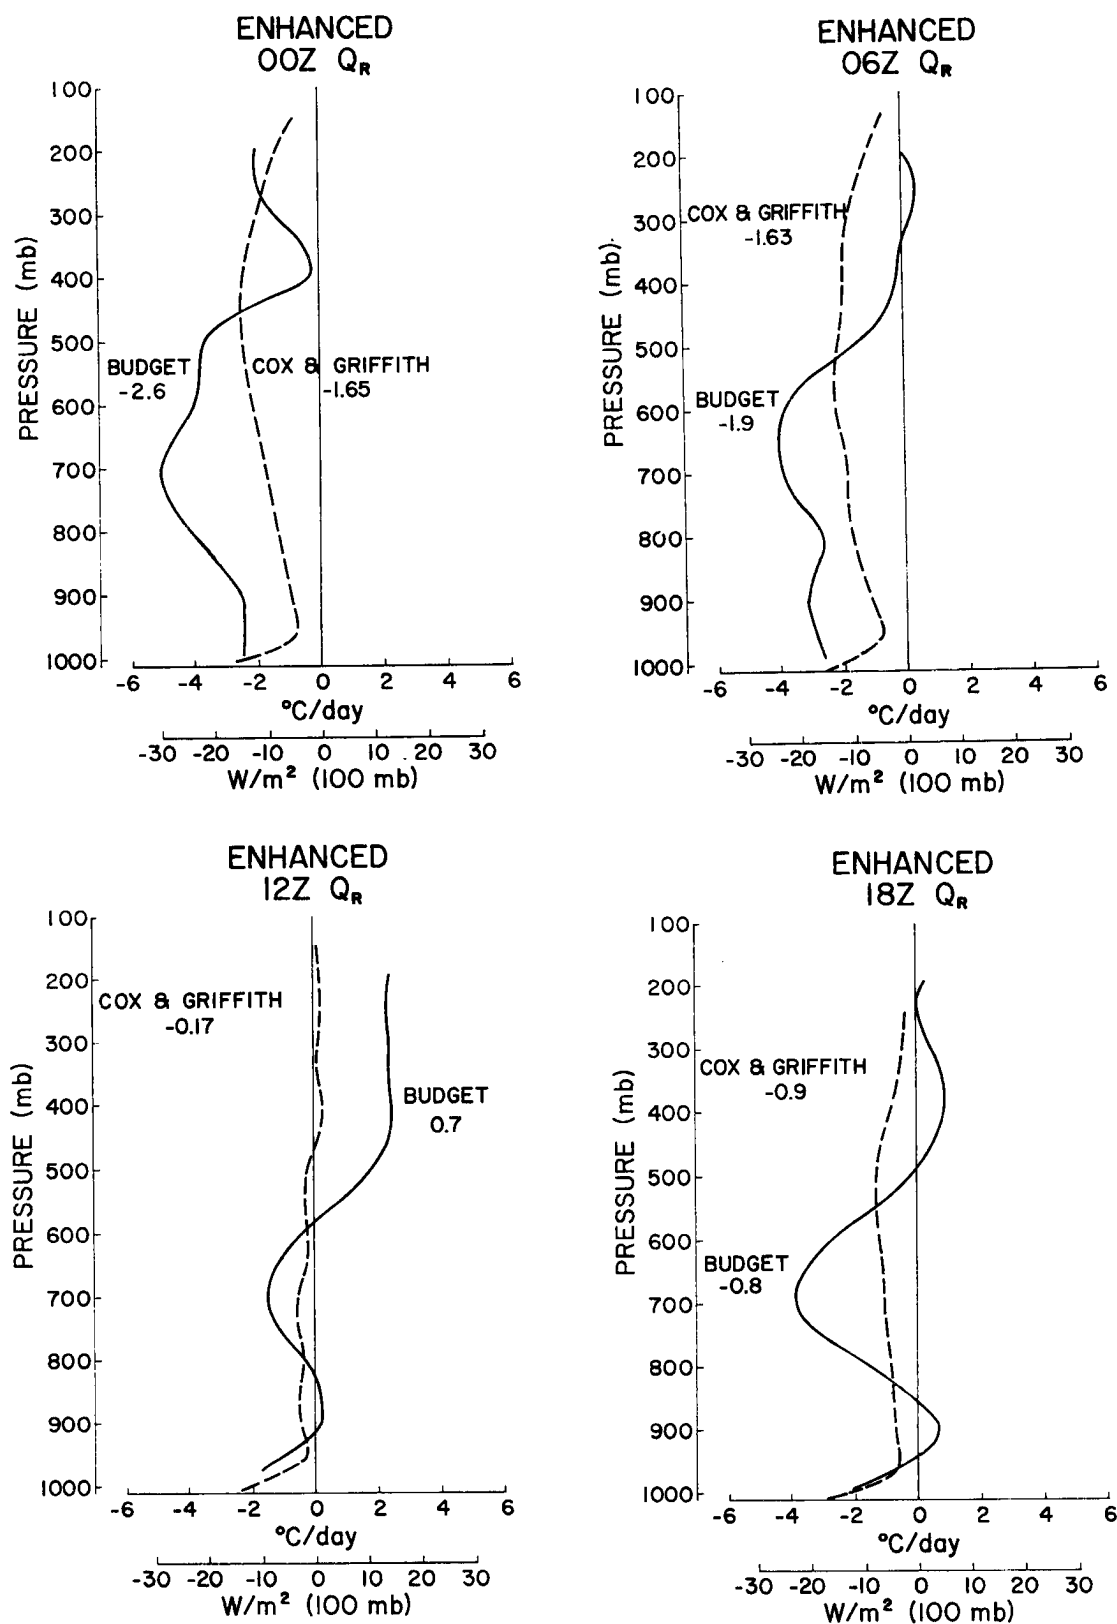 ENHANCED
00Z QR
100
200
300
400
500
600
700
800
900
1000
PRESSURE (mb)
BUDGET
-2.6
COX & GRIFFITH
-1.65
-6 -4 -2 0 2 4 6
°C/day
-30 -20 -10 0 10 20 30
W/m² (100 mb)
ENHANCED
06Z QR
100
200
300
400
500
600
700
800
900
1000
PRESSURE (mb)
COX & GRIFFITH
-1.63
BUDGET
-1.9
-6 -4 -2 0 2 4 6
°C/day
-30 -20 -10 0 10 20 30
W/m² (100 mb)
ENHANCED
12Z QR
100
200
300
400
500
600
700
800
900
1000
PRESSURE (mb)
COX & GRIFFITH
-0.17
BUDGET
0.7
-6 -4 -2 0 2 4 6
°C/day
-30 -20 -10 0 10 20 30
W/m² (100 mb)
ENHANCED
18Z QR
100
200
300
400
500
600
700
800
900
1000
PRESSURE (mb)
COX & GRIFFITH
-0.9
BUDGET
-0.8
-6 -4 -2 0 2 4 6
°C/day
-30 -20 -10 0 10 20 30
W/m² (100 mb)